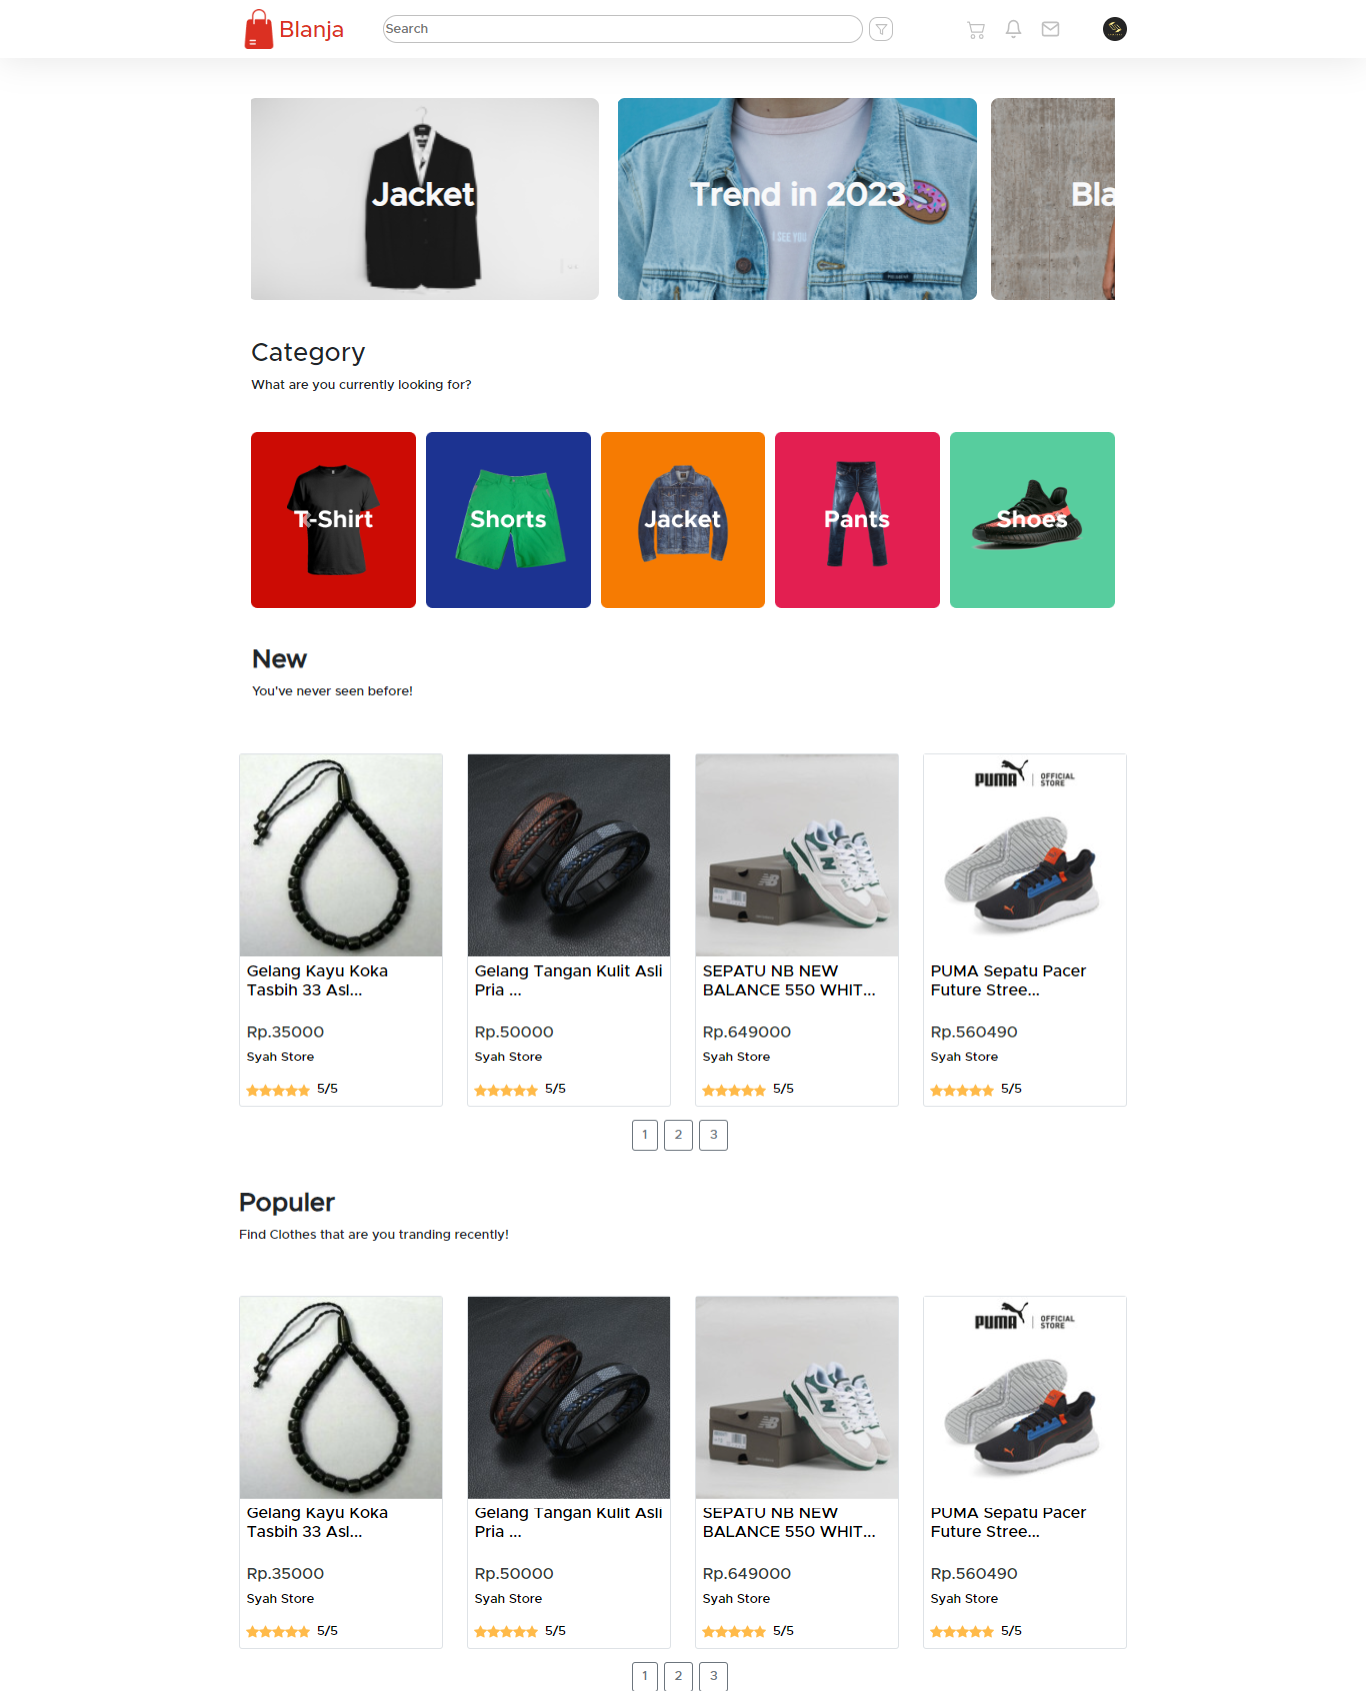 Blanja
Search
Jacket
Trend in 2023
I SEE YOU
Bla
Category
What are you currently looking for?
T-Shirt
Shorts
Jacket
Pants
Shoes
New
You've never seen before!
PUMA
OFFICIAL
STORE
Gelang Kayu Koka
Tasbih 33 Asl...
Gelang Tangan Kulit Asli
Pria ...
SEPATU NB NEW
BALANCE 550 WHIT...
PUMA Sepatu Pacer
Future Stree...
Rp.35000
Rp.50000
Rp.649000
Rp.560490
Syah Store
Syah Store
Syah Store
Syah Store
5/5
5/5
5/5
5/5
1
2
3
Populer
Find Clothes that are you tranding recently!
PUMA
OFFICIAL
STORE
Gelang Kayu Koka
Tasbih 33 Asl...
Gelang Tangan Kulit Asli
Pria ...
SEPATU NB NEW
BALANCE 550 WHIT...
PUMA Sepatu Pacer
Future Stree...
Rp.35000
Rp.50000
Rp.649000
Rp.560490
Syah Store
Syah Store
Syah Store
Syah Store
5/5
5/5
5/5
5/5
1
2
3